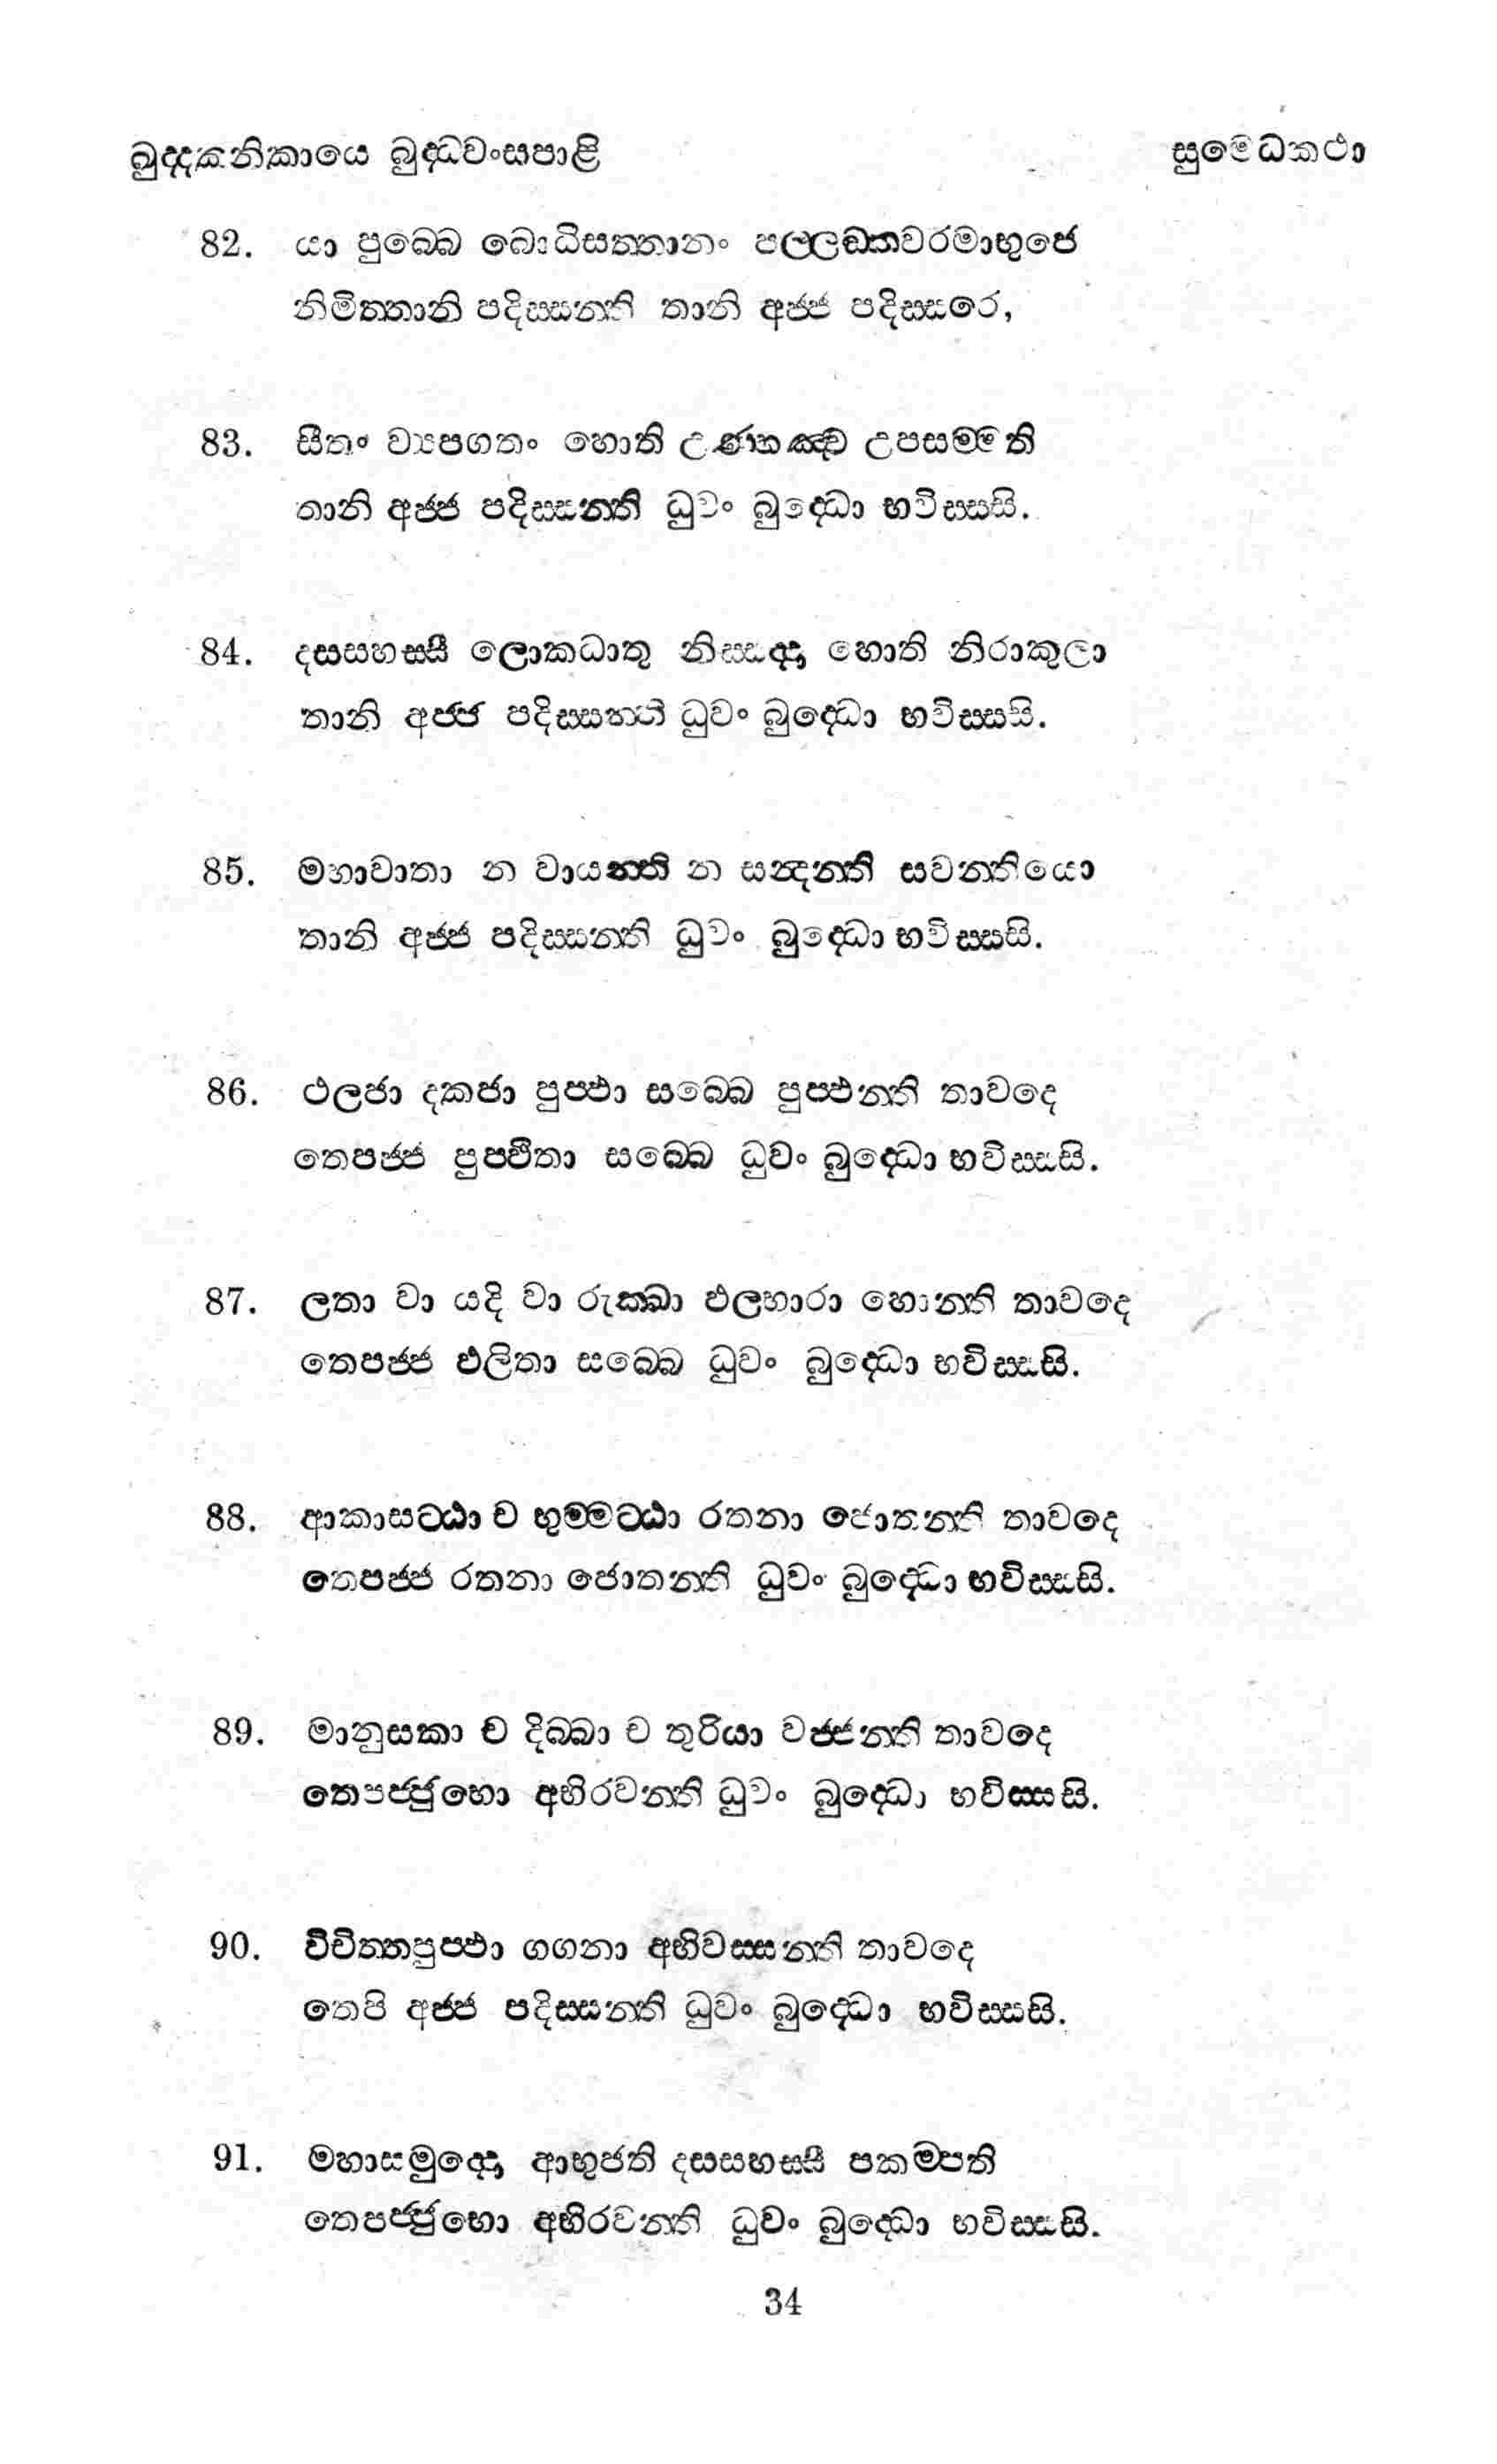 ඛුද්දකනිකායෙ බුද්ධවංසපාළි සුමෙධකථා
82. යා පුබ්බෙ බොධිසත්තානං පල්ලඞ්කවරමාභුජෙ
නිමිත්තානි පදිස්සන්ති තානි අජ්ජ පදිස්සරෙ,
83. සීතං ව්‍යපගතං හොති උණ්හඤ්ච උපසම්මති
තානි අජ්ජ පදිස්සන්ති ධුවං බුද්ධො භවිස්සසි.
84. දසසහස්සී ලොකධාතු නිස්සද්දා හොති නිරාකුලා
තානි අජ්ජ පදිස්සන්ති ධුවං බුද්ධො භවිස්සසි.
85. මහාවාතා න වායන්ති න සන්දන්ති සවන්තියො
තානි අජ්ජ පදිස්සන්ති ධුවං බුද්ධො භවිස්සසි.
86. ථලජා දකජා පුප්ඵා සබ්බෙ පුප්ඵන්ති තාවදෙ
තෙපජ්ජ පුප්ඵිතා සබ්බෙ ධුවං බුද්ධො භවිස්සසි.
87. ලතා වා යදි වා රුක්ඛා ඵලහාරා හොන්ති තාවදෙ
තෙපජ්ජ ඵලිතා සබ්බෙ ධුවං බුද්ධො භවිස්සසි.
88. ආකාසට්ඨා ච භුම්මට්ඨා රතනා ජොතන්ති තාවදෙ
තෙපජ්ජ රතනා ජොතන්ති ධුවං බුද්ධො භවිස්සසි.
89. මානුසකා ච දිබ්බා ච තුරියා වජ්ජන්ති තාවදෙ
තෙපජ්ජුභො අභිරවන්ති ධුවං බුද්ධො භවිස්සසි.
90. විචිත්තපුප්ඵා ගගනා අභිවස්සන්ති තාවදෙ
තෙපි අජ්ජ පදිස්සන්ති ධුවං බුද්ධො භවිස්සසි.
91. මහාසමුද්දො ආභුජති දසසහස්සී පකම්පති
තෙපජ්ජුභො අභිරවන්ති ධුවං බුද්ධො භවිස්සසි.
34